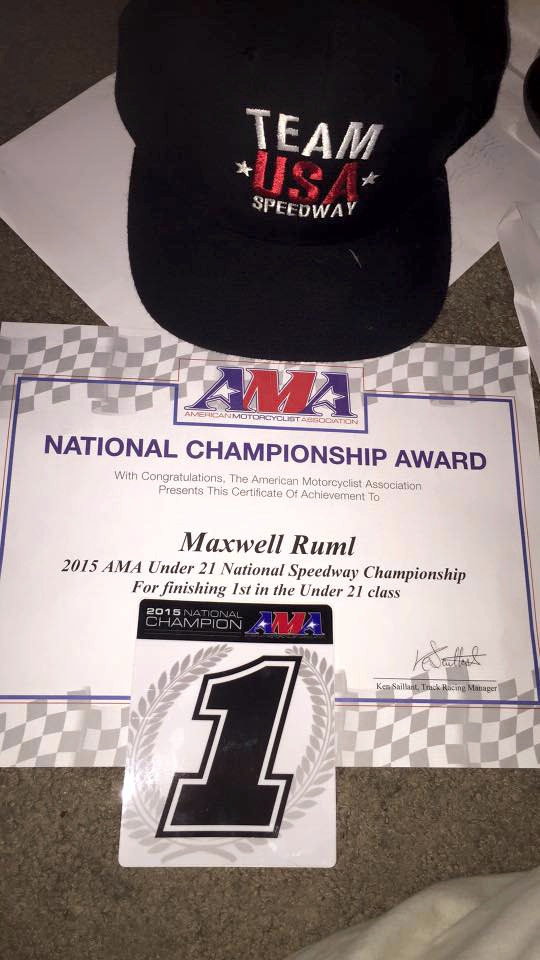 TEAM
USA
SPEEDWAY
AMA
AMERICAN MOTORCYCLIST ASSOCIATION
NATIONAL CHAMPIONSHIP AWARD
With Congratulations, The American Motorcyclist Association
Presents This Certificate Of Achievement To
Maxwell Ruml
2015 AMA Under 21 National Speedway Championship
For finishing 1st in the Under 21 class
Ken Saillant, Track Racing Manager
2015 NATIONAL
CHAMPION AMA
1